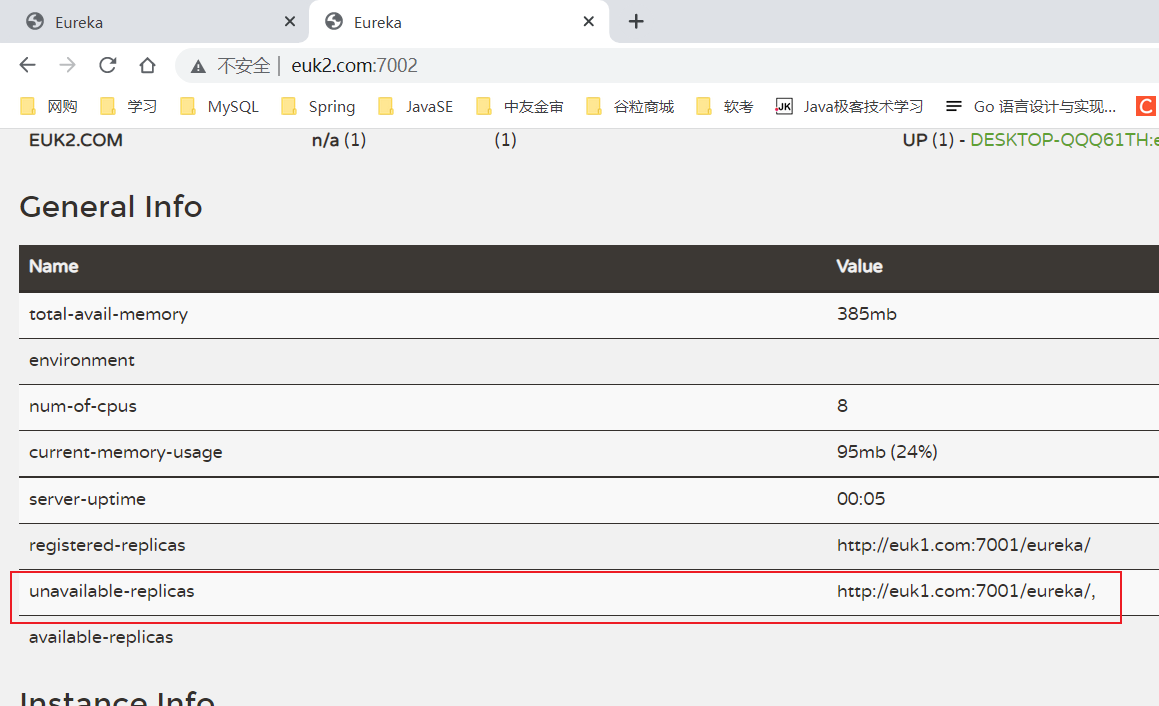 Eureka
Eureka
不安全 | euk2.com:7002
网购 学习 MySQL Spring JavaSE 中友金审 谷粒商城 软考 JK Java极客技术学习 Go 语言设计与实现... C
EUK2.COM n/a (1) (1) UP (1) - DESKTOP-QQQ61TH:e
General Info
Name Value
total-avail-memory 385mb
environment
num-of-cpus 8
current-memory-usage 95mb (24%)
server-uptime 00:05
registered-replicas http://euk1.com:7001/eureka/
unavailable-replicas http://euk1.com:7001/eureka/,
available-replicas
Instance Info